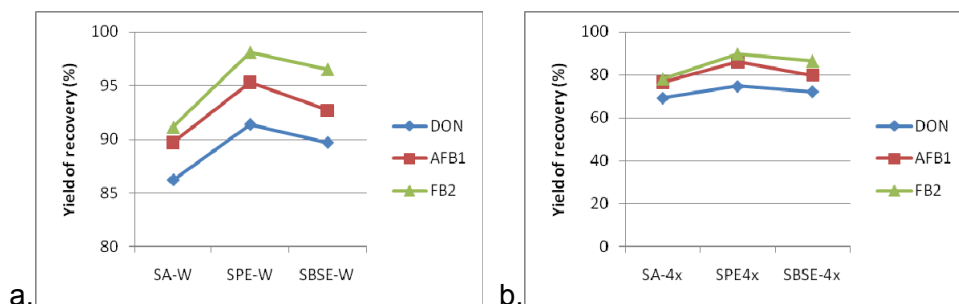 a.
Yield of recovery (%)
100
95
90
85
80
SA-W SPE-W SBSE-W
DON
AFB1
FB2
b.
Yield of recovery (%)
100
80
60
40
20
0
SA-4x SPE4x SBSE-4x
DON
AFB1
FB2